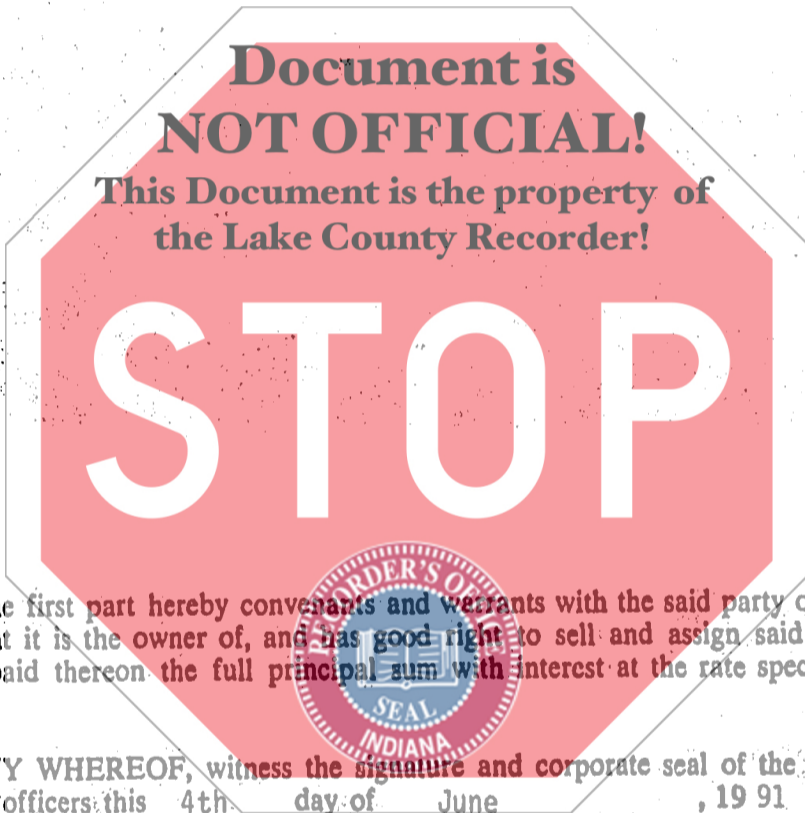 Document is
NOT OFFICIAL!
This Document is the property of
the Lake County Recorder!
STOP
RECORDER'S OFFICE
SEAL
INDIANA
e first part hereby convenants and warrants with the said party
t it is the owner of, and has good right to sell and assign said
aid thereon the full principal sum with interest at the rate spec
Y WHEREOF, witness the signature and corporate seal of the
officers this 4th day of June , 19 91